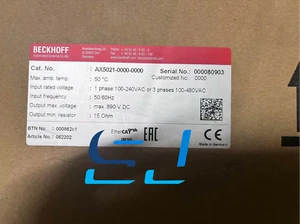 BECKHOFF
Cat. No. : AX5021-0000-0000 Serial No.: 000080903
Customized No.: 0000
Max. amb. temp. : 50 °C
Input rated voltage : 1 phase 100-240VAC or 3 phases 100-480VAC
Input frequency : 50/60Hz
Output voltage : max. 890 V DC
Output min. resistor : 15 Ohm
BTN No.: 000862c1
Article No.: 062202
EtherCAT
EAC